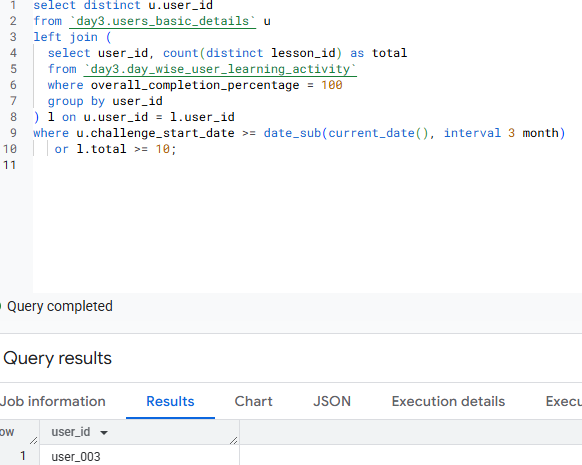 1 select distinct u.user_id
2 from `day3.users_basic_details` u
3 left join (
4 select user_id, count(distinct lesson_id) as total
5 from `day3.day_wise_user_learning_activity`
6 where overall_completion_percentage = 100
7 group by user_id
8 ) l on u.user_id = l.user_id
9 where u.challenge_start_date >= date_sub(current_date(), interval 3 month)
10 or l.total >= 10;
11
Query completed
Query results
Job information Results Chart JSON Execution details Execu
ow user_id
1 user_003